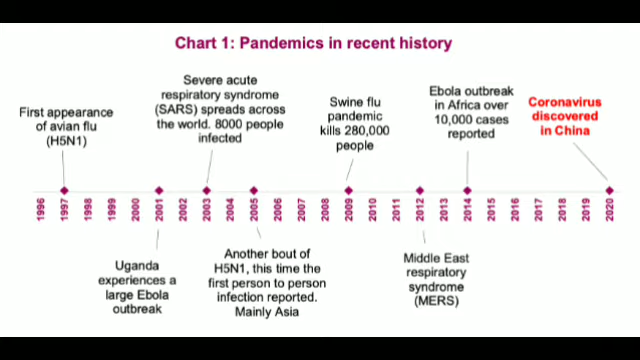 Chart 1: Pandemics in recent history
First appearance
of avian flu
(H5N1)
Severe acute
respiratory syndrome
(SARS) spreads across
the world. 8000 people
infected
Swine flu
pandemic
kills 280,000
people
Ebola outbreak
in Africa over
10,000 cases
reported
Coronavirus
discovered
in China
1996 1997 1998 1999 2000 2001 2002 2003 2004 2005 2006 2007 2008 2009 2010 2011 2012 2013 2014 2015 2016 2017 2018 2019 2020
Uganda
experiences a
large Ebola
outbreak
Another bout of
H5N1, this time the
first person to person
infection reported.
Mainly Asia
Middle East
respiratory
syndrome
(MERS)